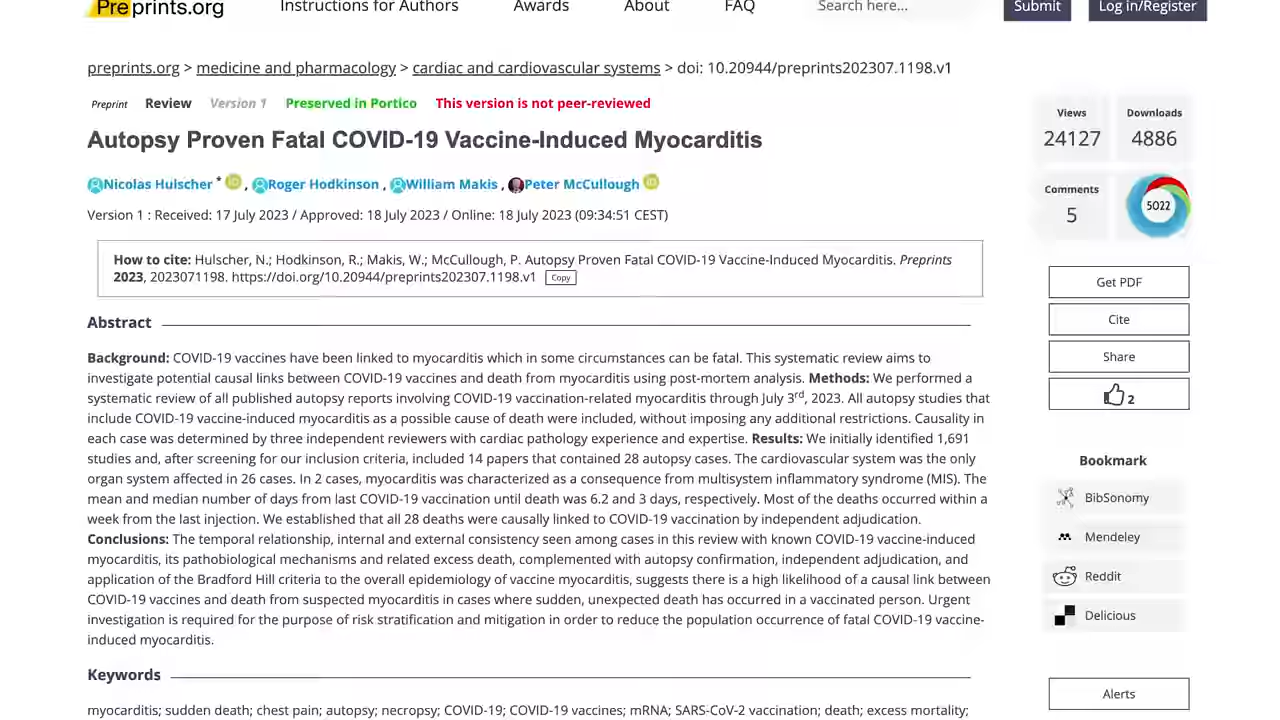 Preprints.org
Instructions for Authors
Awards
About
FAQ
Search here...
Submit
Log in/Register
preprints.org > medicine and pharmacology > cardiac and cardiovascular systems > doi: 10.20944/preprints202307.1198.v1
Preprint Review Version 1 Preserved in Portico This version is not peer-reviewed
Autopsy Proven Fatal COVID-19 Vaccine-Induced Myocarditis
Nicolas Hulscher * , Roger Hodkinson , William Makis , Peter McCullough
Version 1 : Received: 17 July 2023 / Approved: 18 July 2023 / Online: 18 July 2023 (09:34:51 CEST)
How to cite: Hulscher, N.; Hodkinson, R.; Makis, W.; McCullough, P. Autopsy Proven Fatal COVID-19 Vaccine-Induced Myocarditis. Preprints
2023, 2023071198. https://doi.org/10.20944/preprints202307.1198.v1 Copy
Abstract
Background: COVID-19 vaccines have been linked to myocarditis which in some circumstances can be fatal. This systematic review aims to
investigate potential causal links between COVID-19 vaccines and death from myocarditis using post-mortem analysis. Methods: We performed a
systematic review of all published autopsy reports involving COVID-19 vaccination-related myocarditis through July 3rd, 2023. All autopsy studies that
include COVID-19 vaccine-induced myocarditis as a possible cause of death were included, without imposing any additional restrictions. Causality in
each case was determined by three independent reviewers with cardiac pathology experience and expertise. Results: We initially identified 1,691
studies and, after screening for our inclusion criteria, included 14 papers that contained 28 autopsy cases. The cardiovascular system was the only
organ system affected in 26 cases. In 2 cases, myocarditis was characterized as a consequence from multisystem inflammatory syndrome (MIS). The
mean and median number of days from last COVID-19 vaccination until death was 6.2 and 3 days, respectively. Most of the deaths occurred within a
week from the last injection. We established that all 28 deaths were causally linked to COVID-19 vaccination by independent adjudication.
Conclusions: The temporal relationship, internal and external consistency seen among cases in this review with known COVID-19 vaccine-induced
myocarditis, its pathobiological mechanisms and related excess death, complemented with autopsy confirmation, independent adjudication, and
application of the Bradford Hill criteria to the overall epidemiology of vaccine myocarditis, suggests there is a high likelihood of a causal link between
COVID-19 vaccines and death from suspected myocarditis in cases where sudden, unexpected death has occurred in a vaccinated person. Urgent
investigation is required for the purpose of risk stratification and mitigation in order to reduce the population occurrence of fatal COVID-19 vaccine-
induced myocarditis.
Keywords
myocarditis; sudden death; chest pain; autopsy; necropsy; COVID-19; COVID-19 vaccines; mRNA; SARS-CoV-2 vaccination; death; excess mortality;
Views
24127
Downloads
4886
Comments
5
5022
Get PDF
Cite
Share
2
Bookmark
BibSonomy
Mendeley
Reddit
Delicious
Alerts